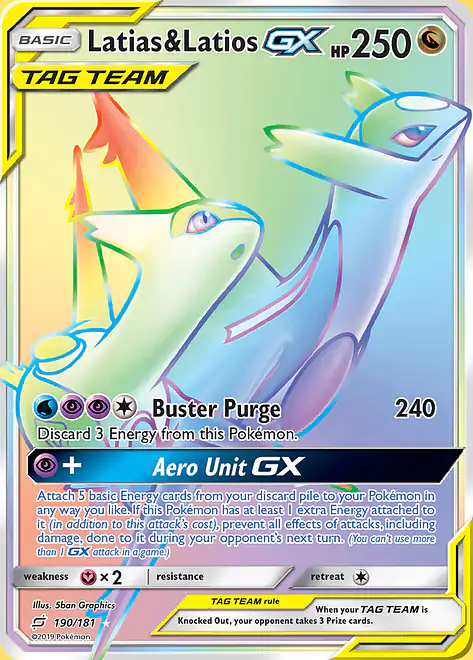 BASIC Latias&Latios GX HP 250
TAG TEAM
Buster Purge 240
Discard 3 Energy from this Pokémon.
+ Aero Unit GX
Attach 5 basic Energy cards from your discard pile to your Pokémon in
any way you like. If this Pokémon has at least 1 extra Energy attached to
it (in addition to this attack's cost), prevent all effects of attacks, including
damage, done to it during your opponent's next turn. (You can't use more
than 1 GX attack in a game.)
weakness ×2 resistance retreat
Illus. 5ban Graphics
190/181
©2019 Pokémon
TAG TEAM rule
When your TAG TEAM is
Knocked Out, your opponent takes 3 Prize cards.